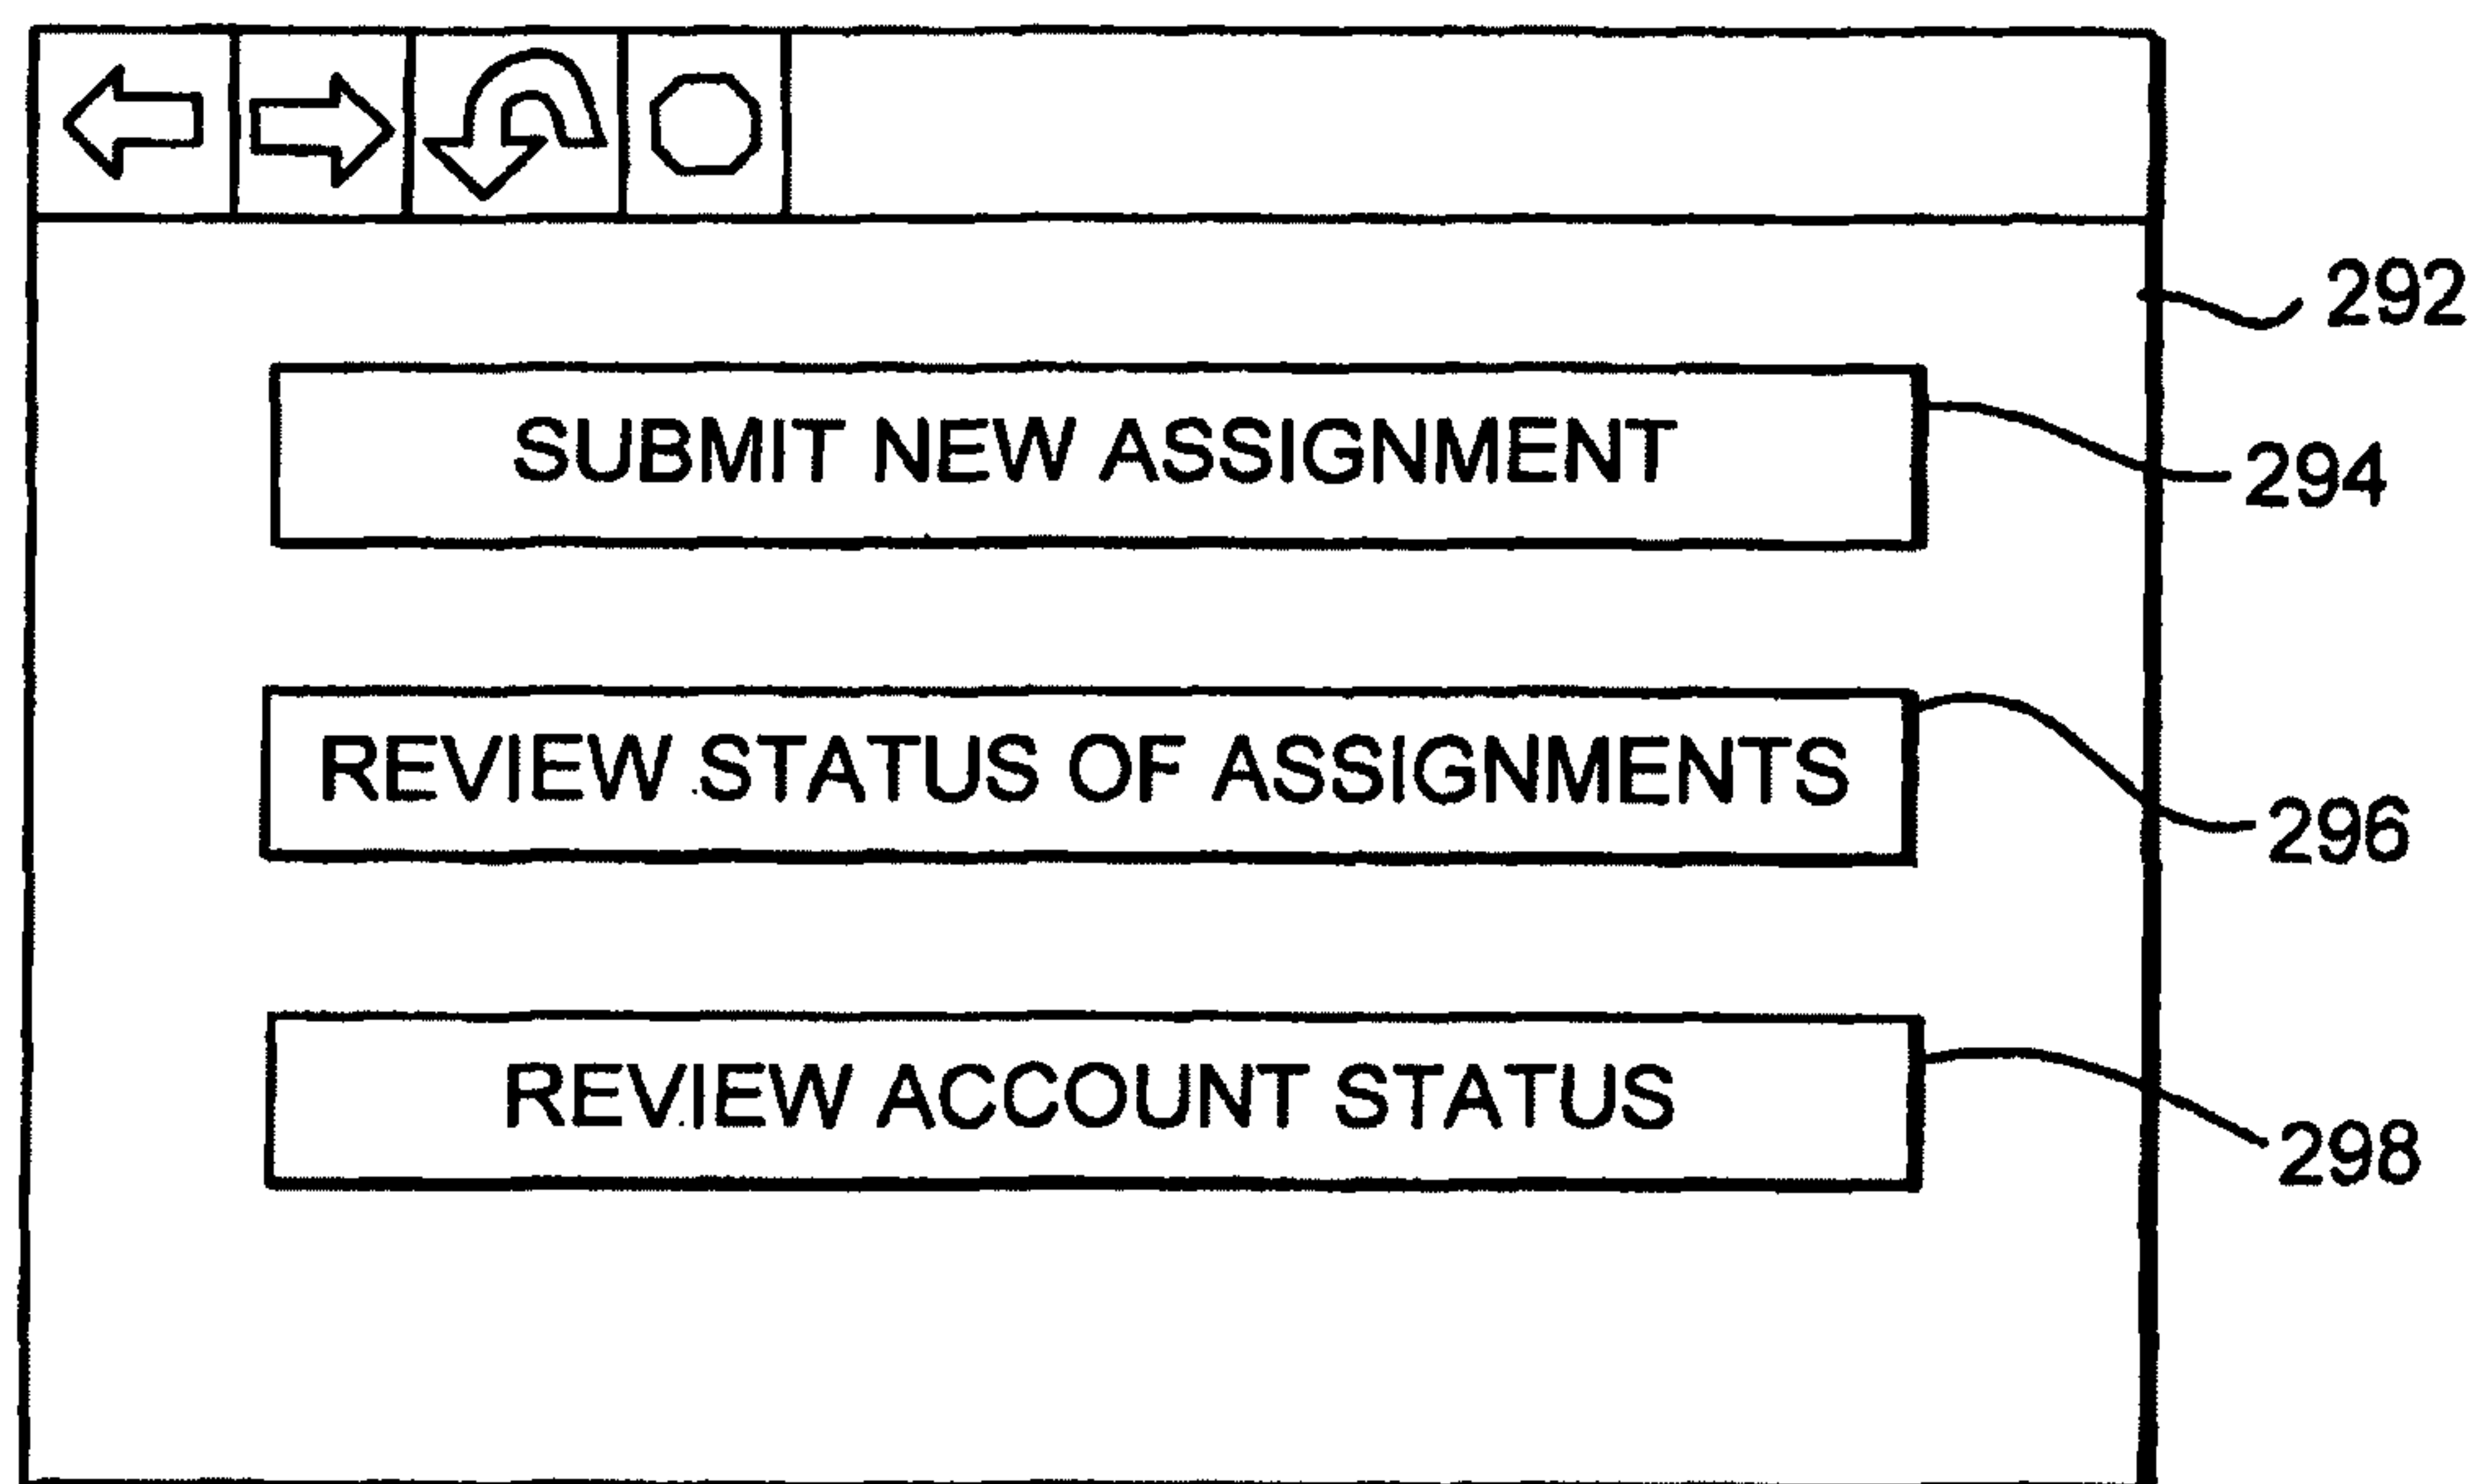 292
SUBMIT NEW ASSIGNMENT
294
REVIEW STATUS OF ASSIGNMENTS
296
REVIEW ACCOUNT STATUS
298